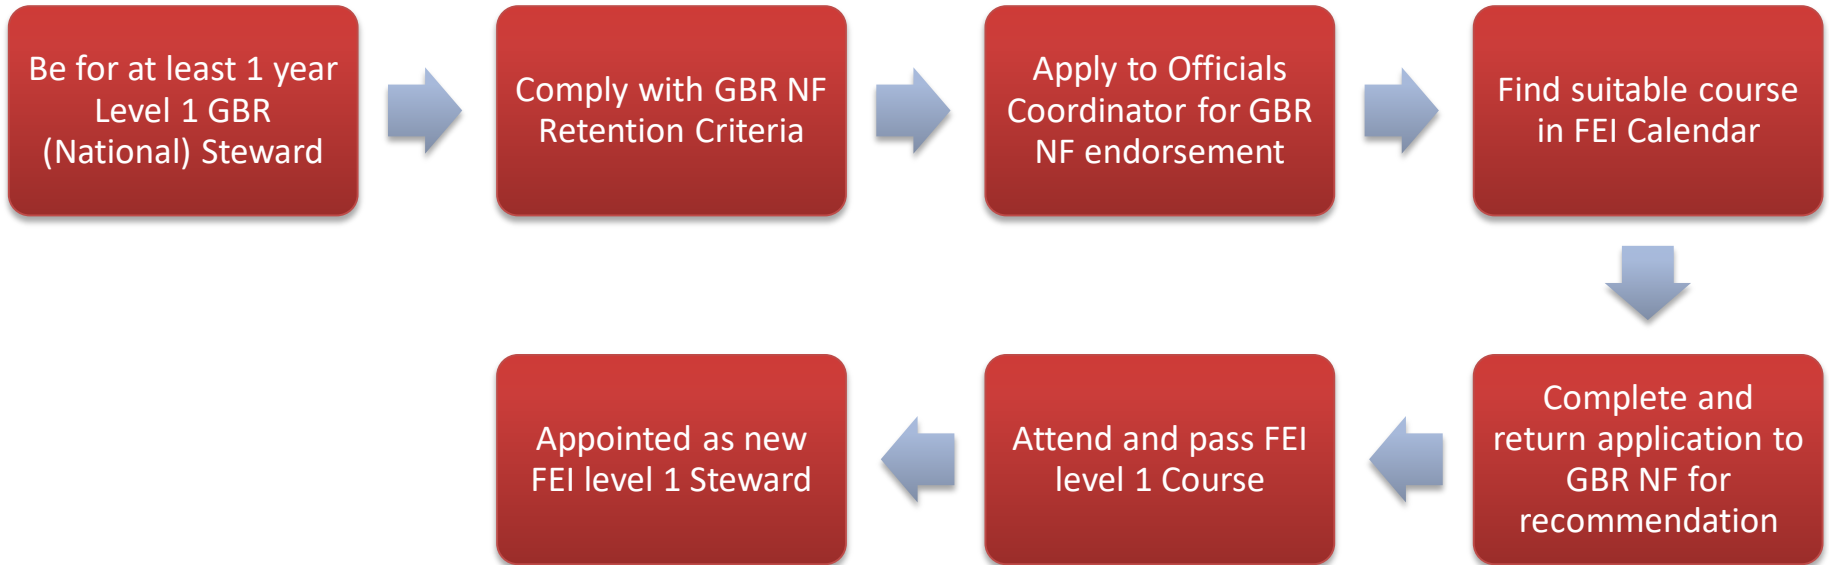 Be for at least 1 year
Level 1 GBR
(National) Steward
Comply with GBR NF
Retention Criteria
Apply to Officials
Coordinator for GBR
NF endorsement
Find suitable course
in FEI Calendar
Complete and
return application to
GBR NF for
recommendation
Attend and pass FEI
level 1 Course
Appointed as new
FEI level 1 Steward